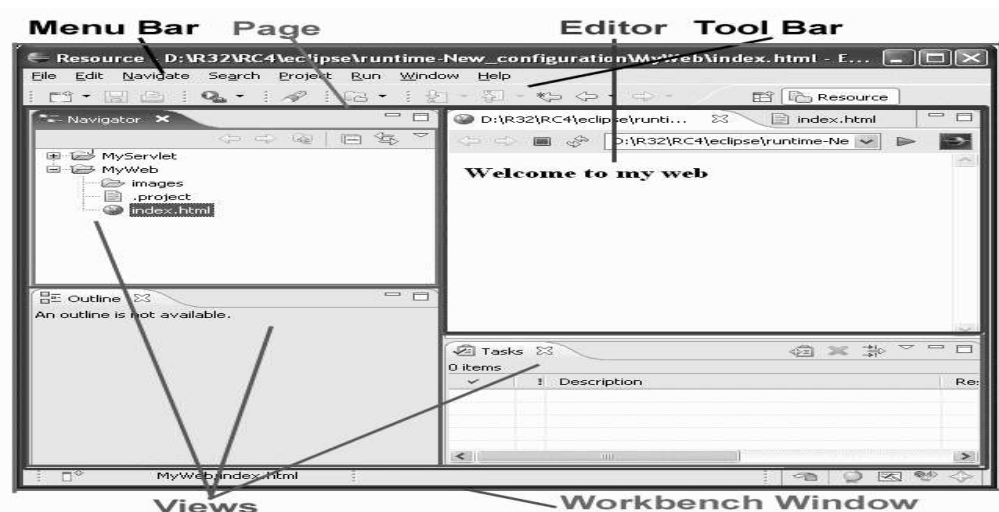 Menu Bar Page Editor Tool Bar
Resource - D:\R32\RC4\eclipse\runtime-New_configuration\MyWeb\index.html - E...
File Edit Navigate Search Project Run Window Help
Resource
Navigator
D:\R32\RC4\eclipse\runti... index.html
D:\R32\RC4\eclipse\runtime-Ne
MyServlet
MyWeb
images
.project
index.html
Welcome to my web
Outline
An outline is not available.
Tasks
0 items
! Description Re:
MyWeb/index.html
Views Workbench Window